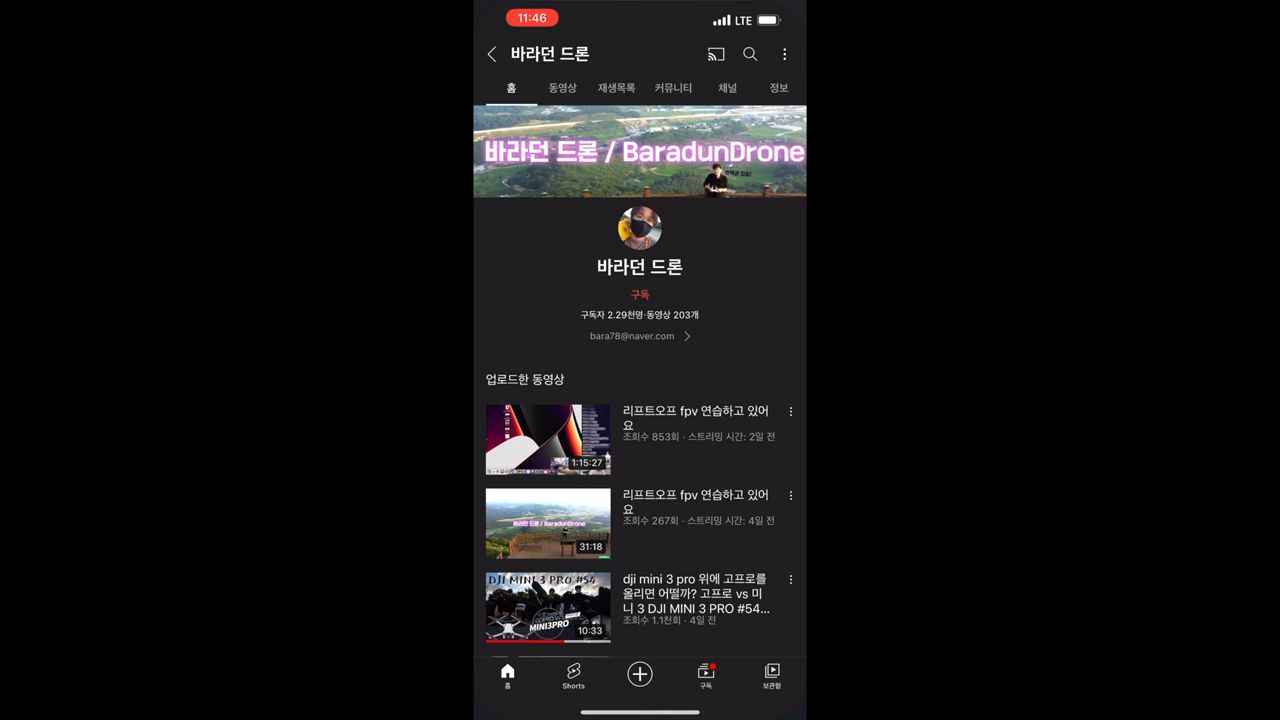 11:46
LTE
바라던 드론
홈 동영상 재생목록 커뮤니티 채널 정보
바라던 드론 / BaradunDrone
바라던 드론
구독
구독자 2.29천명·동영상 203개
bara78@naver.com
업로드한 동영상
리프트오프 fpv 연습하고 있어
요
조회수 853회 · 스트리밍 시간: 2일 전
1:15:27
리프트오프 fpv 연습하고 있어
요
조회수 267회 · 스트리밍 시간: 4일 전
바라던 드론 / BaradunDrone
31:18
DJI MINI 3 PRO #54
MINI3PRO
10:33
dji mini 3 pro 위에 고프로를
올리면 어떨까? 고프로 vs 미
니 3 DJI MINI 3 PRO #54...
조회수 1.1천회 · 4일 전
홈 Shorts 구독 보관함